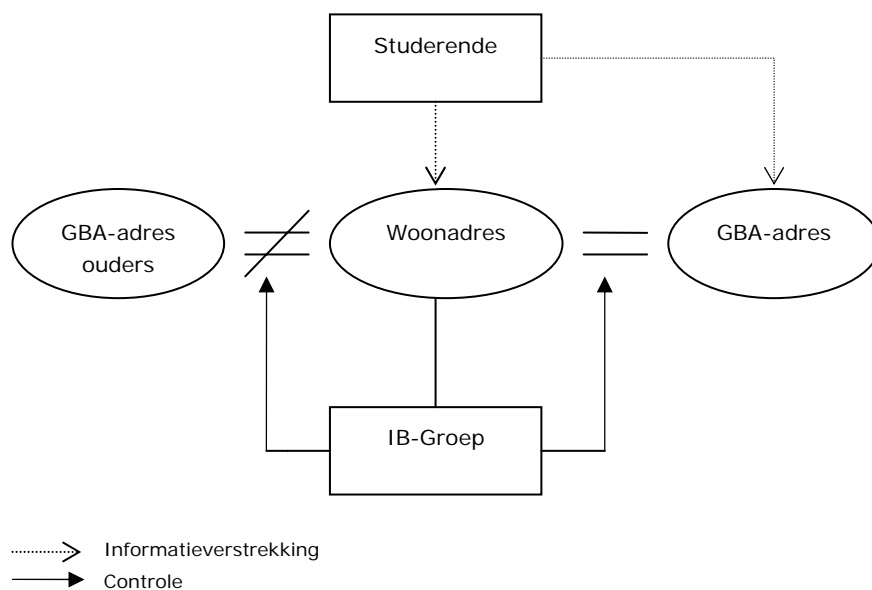 Studerende
GBA-adres
ouders
Woonadres
GBA-adres
IB-Groep
Informatieverstrekking
Controle